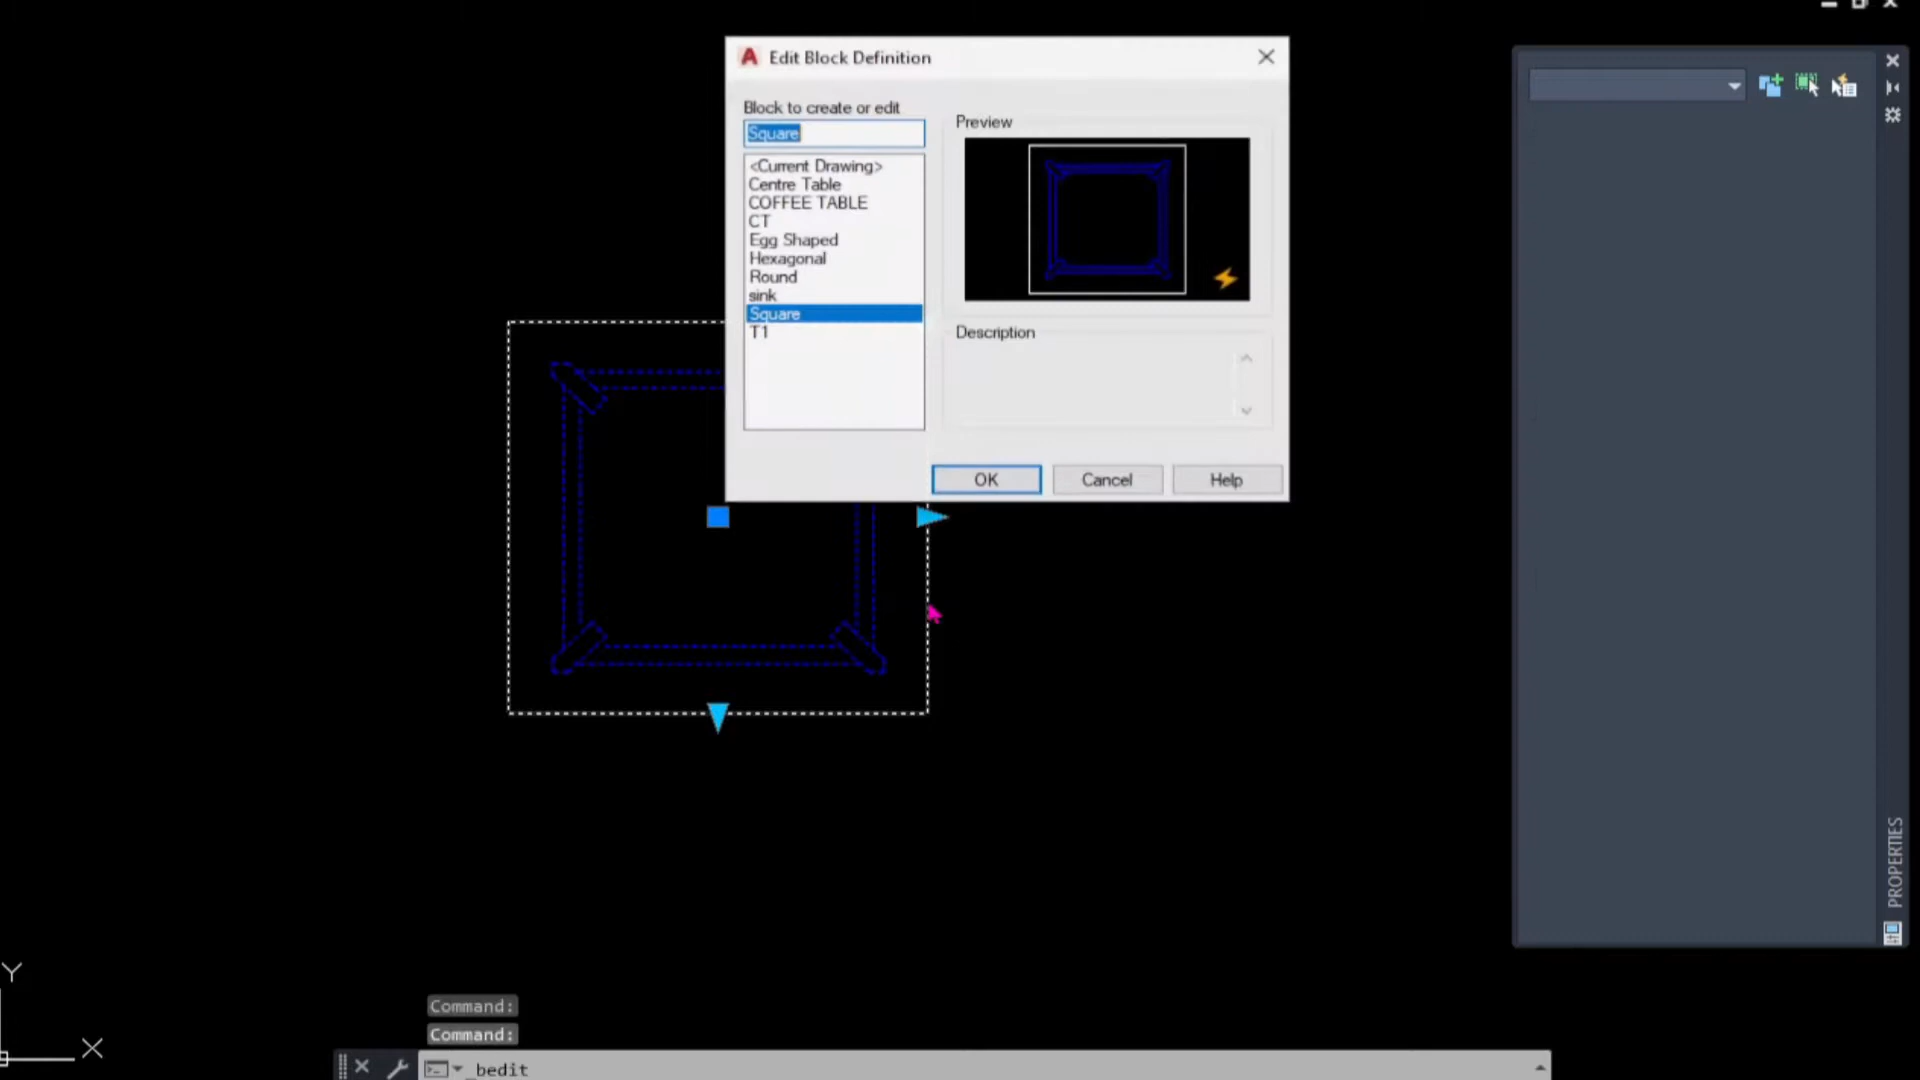 Edit Block Definition
Block to create or edit
Square
<Current Drawing>
Centre Table
COFFEE TABLE
CT
Egg Shaped
Hexagonal
Round
sink
Square
T1
Preview
Description
OK
Cancel
Help
PROPERTIES
Y
X
Command:
Command:
_bedit